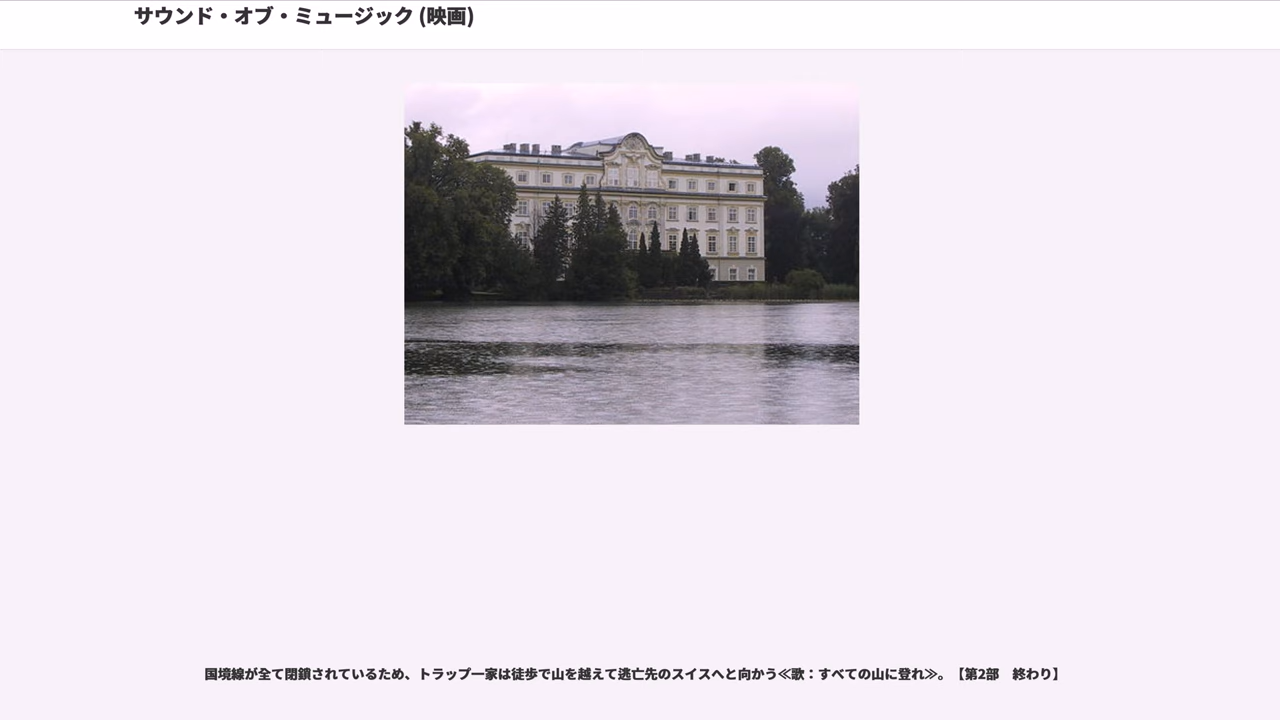 サウンド・オブ・ミュージック (映画)
国境線が全て閉鎖されているため、トラップ一家は徒歩で山を越えて逃亡先のスイスへと向かう≪歌：すべての山に登れ≫。【第2部　終わり】